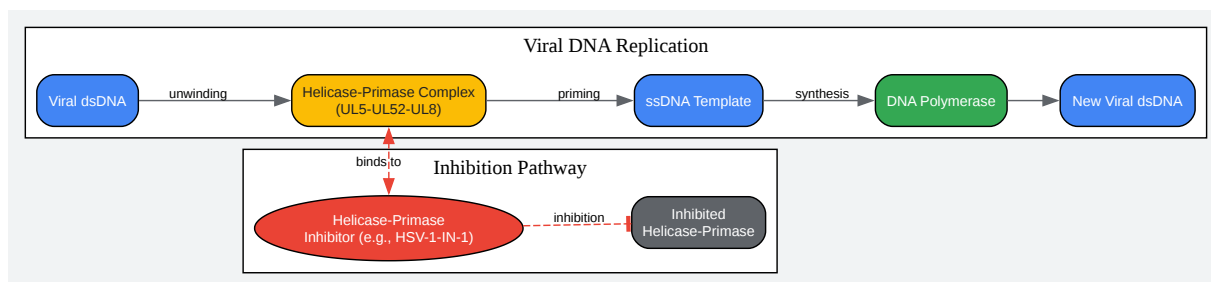 Viral DNA Replication
Viral dsDNA
unwinding
Helicase-Primase Complex
(UL5-UL52-UL8)
priming
ssDNA Template
synthesis
DNA Polymerase
New Viral dsDNA
binds to
Inhibition Pathway
Helicase-Primase
Inhibitor (e.g., HSV-1-IN-1)
inhibition
Inhibited
Helicase-Primase